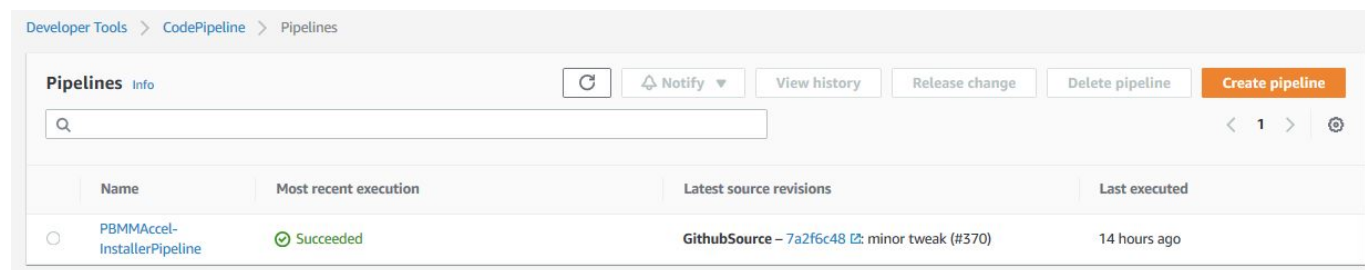 Developer Tools > CodePipeline > Pipelines
Pipelines Info
Notify ▼ View history Release change Delete pipeline Create pipeline
< 1 >
Name Most recent execution Latest source revisions Last executed
PBMMAccel-
InstallerPipeline
Succeeded
GithubSource – 7a2f6c48: minor tweak (#370)
14 hours ago